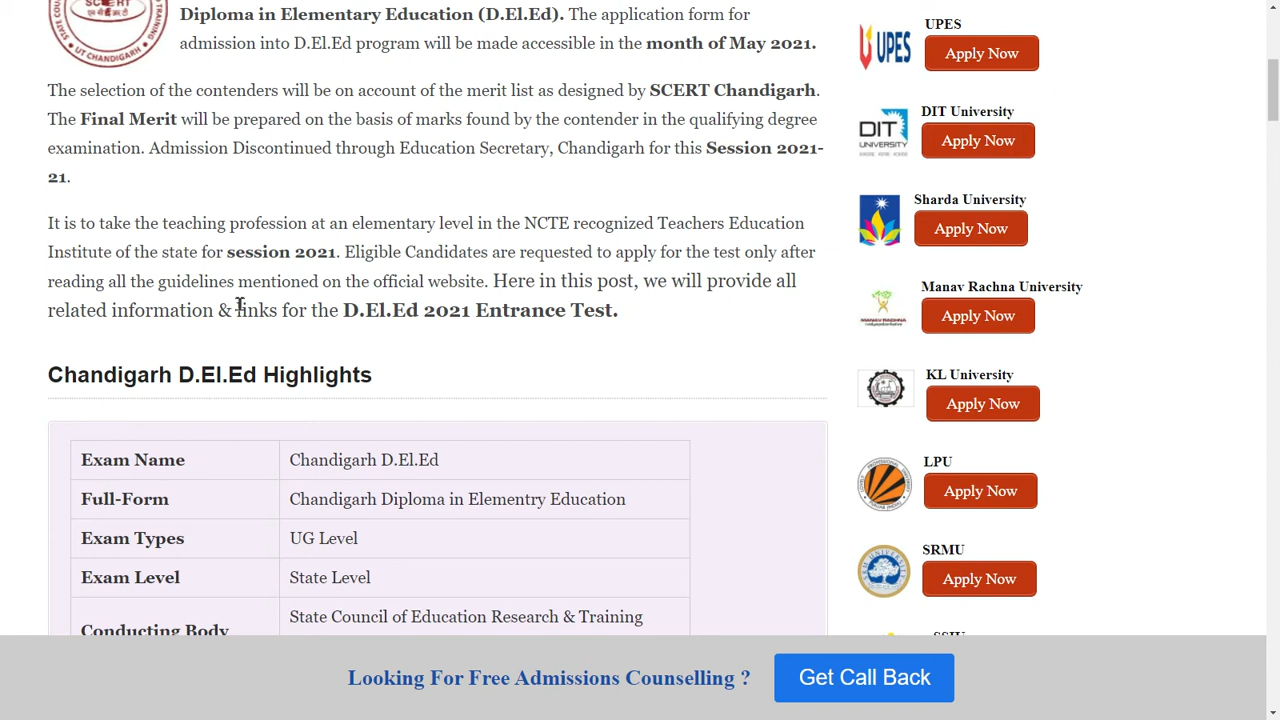 Diploma in Elementary Education (D.El.Ed). The application form for
admission into D.El.Ed program will be made accessible in the month of May 2021.
The selection of the contenders will be on account of the merit list as designed by SCERT Chandigarh.
The Final Merit will be prepared on the basis of marks found by the contender in the qualifying degree
examination. Admission Discontinued through Education Secretary, Chandigarh for this Session 2021-
21.
It is to take the teaching profession at an elementary level in the NCTE recognized Teachers Education
Institute of the state for session 2021. Eligible Candidates are requested to apply for the test only after
reading all the guidelines mentioned on the official website. Here in this post, we will provide all
related information & links for the D.El.Ed 2021 Entrance Test.
Chandigarh D.El.Ed Highlights
Exam Name Chandigarh D.El.Ed
Full-Form Chandigarh Diploma in Elementry Education
Exam Types UG Level
Exam Level State Level
Conducting Body State Council of Education Research & Training
UPES
UPES
Apply Now
DIT University
DIT
UNIVERSITY
Apply Now
Sharda University
Apply Now
Manav Rachna University
MANAV RACHNA
Apply Now
KL University
Apply Now
LPU
Apply Now
SRMU
Apply Now
Looking For Free Admissions Counselling ?
Get Call Back